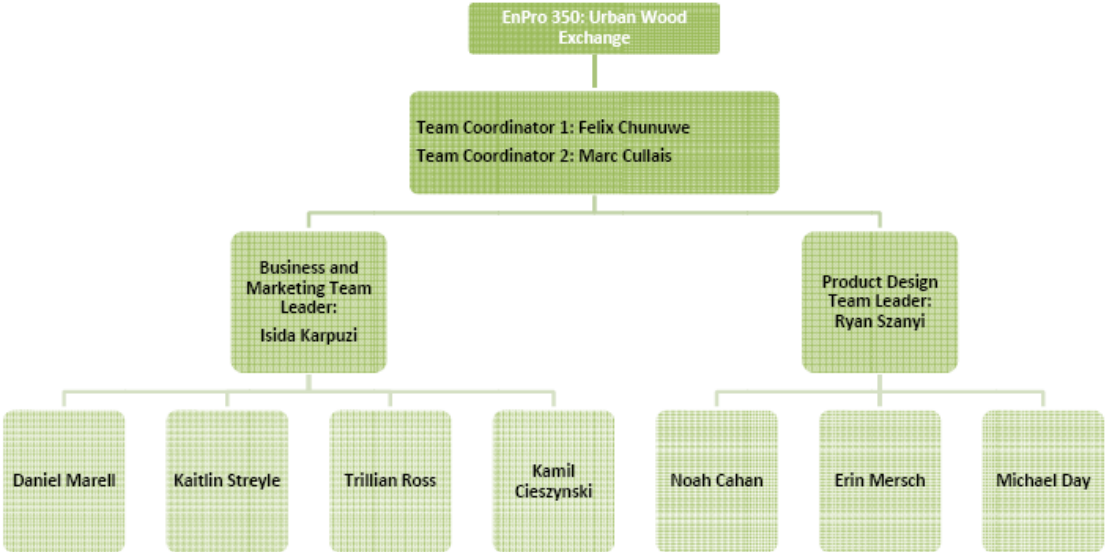 EnPro 350: Urban Wood
Exchange
Team Coordinator 1: Felix Chunuwe
Team Coordinator 2: Marc Cullais
Business and
Marketing Team
Leader:
Isida Karpuzi
Product Design
Team Leader:
Ryan Szanyi
Daniel Marell
Kaitlin Streyle
Trillian Ross
Kamil
Cieszynski
Noah Cahan
Erin Mersch
Michael Day